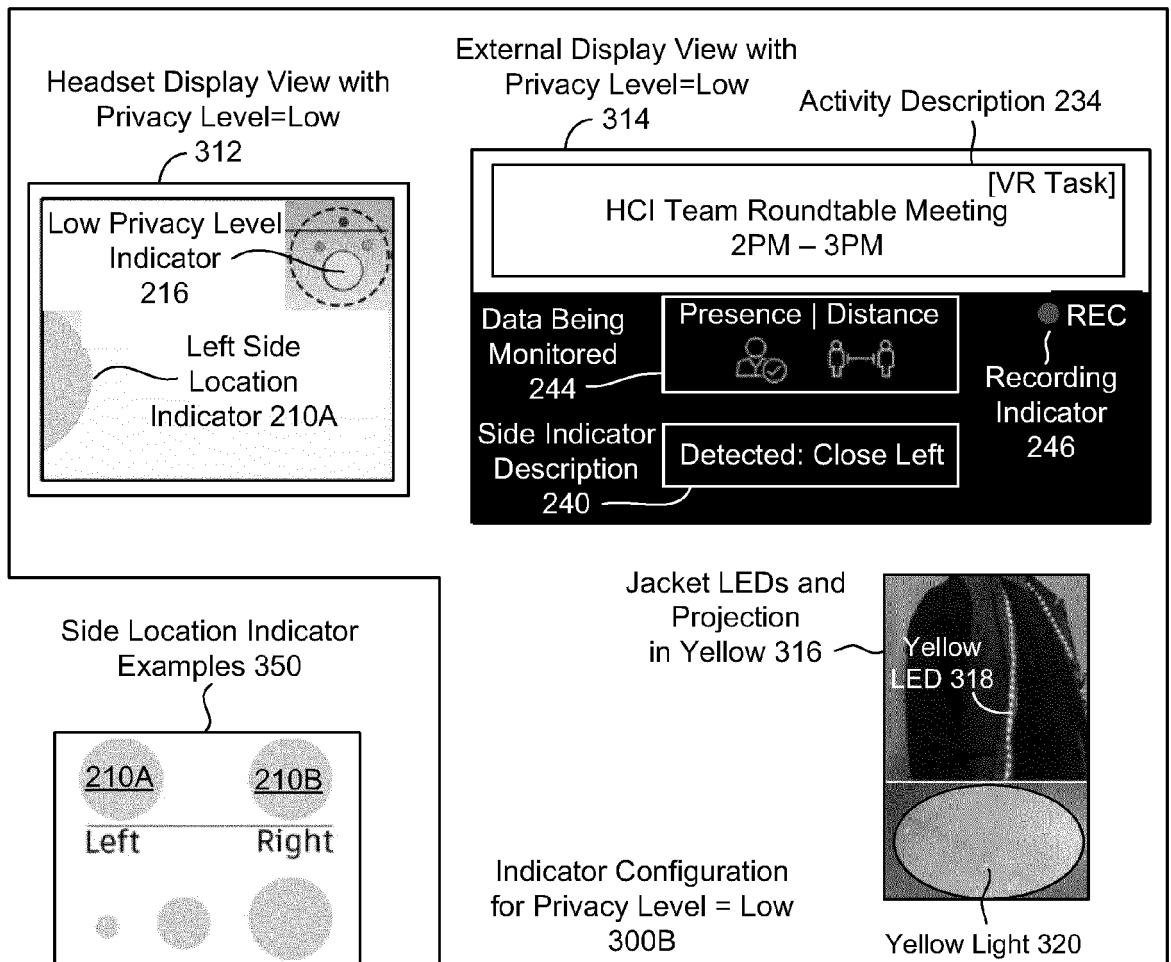 Headset Display View with
Privacy Level=Low
312
Low Privacy Level
Indicator
216
Left Side
Location
Indicator 210A
External Display View with
Privacy Level=Low
314
Activity Description 234
[VR Task]
HCI Team Roundtable Meeting
2PM – 3PM
Data Being
Monitored
244
Presence | Distance
REC
Recording
Indicator
246
Side Indicator
Description
240
Detected: Close Left
Side Location Indicator
Examples 350
210A
210B
Left
Right
Jacket LEDs and
Projection
in Yellow 316
Yellow
LED 318
Indicator Configuration
for Privacy Level = Low
300B
Yellow Light 320